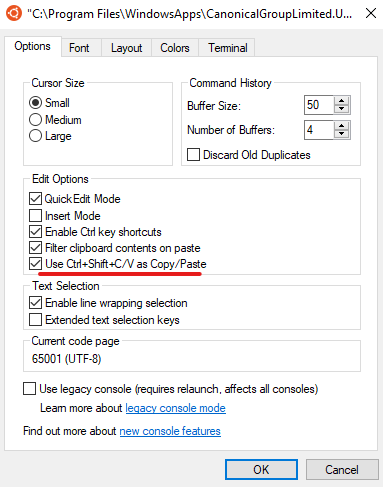 "C:\Program Files\WindowsApps\CanonicalGroupLimited.U...
Options Font Layout Colors Terminal
Cursor Size
Small
Medium
Large
Command History
Buffer Size: 50
Number of Buffers: 4
Discard Old Duplicates
Edit Options
QuickEdit Mode
Insert Mode
Enable Ctrl key shortcuts
Filter clipboard contents on paste
Use Ctrl+Shift+C/V as Copy/Paste
Text Selection
Enable line wrapping selection
Extended text selection keys
Current code page
65001 (UTF-8)
Use legacy console (requires relaunch, affects all consoles)
Learn more about legacy console mode
Find out more about new console features
OK Cancel